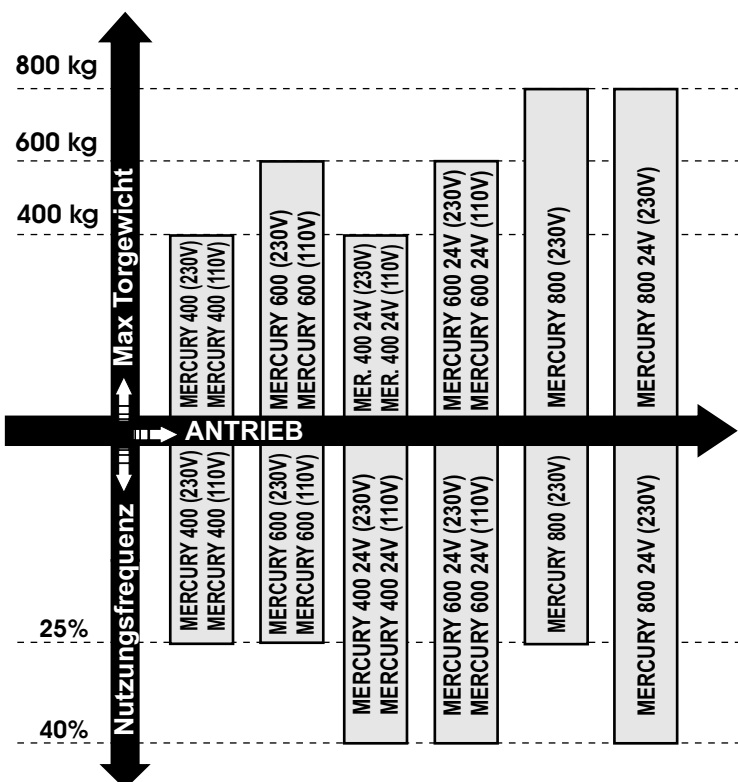 800 kg
600 kg
400 kg
Max Torgewicht
MERCURY 400 (230V)
MERCURY 400 (110V)
MERCURY 600 (230V)
MERCURY 600 (110V)
MER. 400 24V (230V)
MER. 400 24V (110V)
MERCURY 600 24V (230V)
MERCURY 600 24V (110V)
MERCURY 800 (230V)
MERCURY 800 24V (230V)
ANTRIEB
Nutzungsfrequenz
MERCURY 400 (230V)
MERCURY 400 (110V)
MERCURY 600 (230V)
MERCURY 600 (110V)
MERCURY 400 24V (230V)
MERCURY 400 24V (110V)
MERCURY 600 24V (230V)
MERCURY 600 24V (110V)
MERCURY 800 (230V)
MERCURY 800 24V (230V)
25%
40%